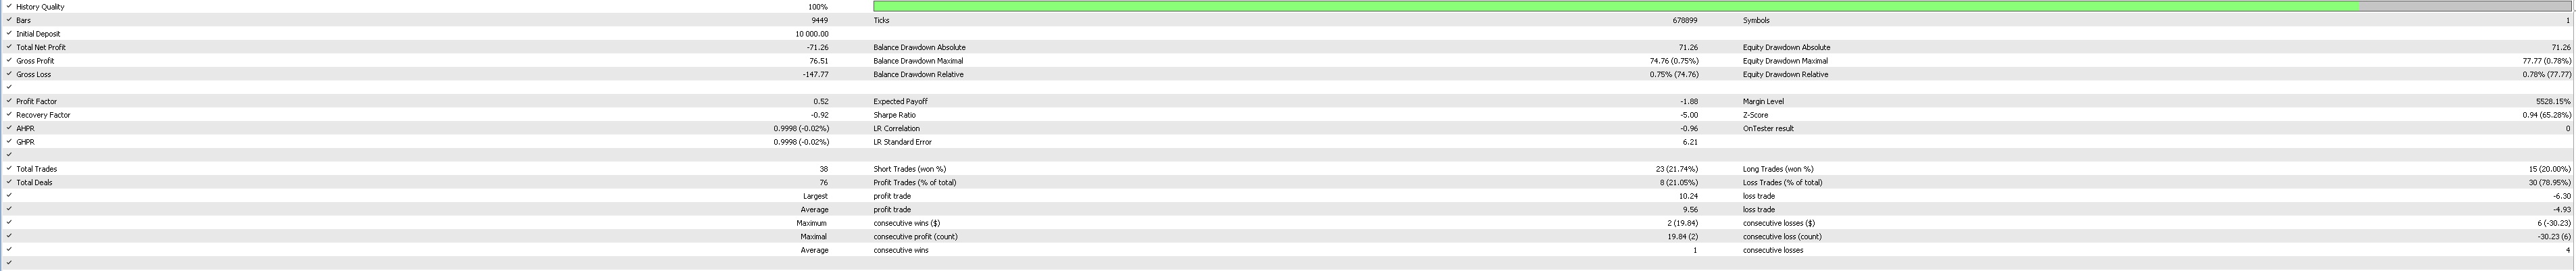 History Quality 100%
Bars 9449 Ticks 678899 Symbols 1
Initial Deposit 10 000.00
Total Net Profit -71.26 Balance Drawdown Absolute 71.26 Equity Drawdown Absolute 71.26
Gross Profit 76.51 Balance Drawdown Maximal 74.76 (0.75%) Equity Drawdown Maximal 77.77 (0.78%)
Gross Loss -147.77 Balance Drawdown Relative 0.75% (74.76) Equity Drawdown Relative 0.78% (77.77)
Profit Factor 0.52 Expected Payoff -1.88 Margin Level 5528.15%
Recovery Factor -0.92 Sharpe Ratio -5.00 Z-Score 0.94 (65.28%)
AHPR 0.9998 (-0.02%) LR Correlation -0.96 OnTester result 0
GHPR 0.9998 (-0.02%) LR Standard Error 6.21
Total Trades 38 Short Trades (won %) 23 (21.74%) Long Trades (won %) 15 (20.00%)
Total Deals 76 Profit Trades (% of total) 8 (21.05%) Loss Trades (% of total) 30 (78.95%)
Largest profit trade 10.24 loss trade -6.30
Average profit trade 9.56 loss trade -4.93
Maximum consecutive wins ($) 2 (19.84) consecutive losses ($) 6 (-30.23)
Maximal consecutive profit (count) 19.84 (2) consecutive loss (count) -30.23 (6)
Average consecutive wins 1 consecutive losses 4